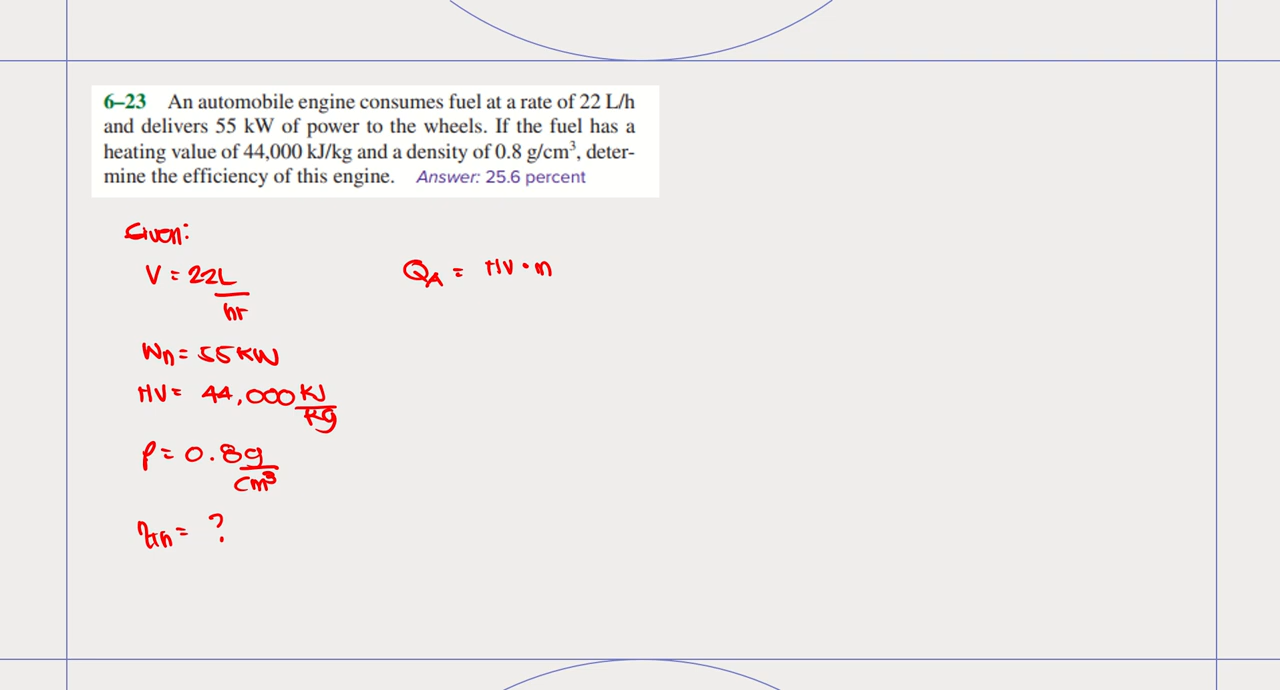 6–23 An automobile engine consumes fuel at a rate of 22 L/h
and delivers 55 kW of power to the wheels. If the fuel has a
heating value of 44,000 kJ/kg and a density of 0.8 g/cm³, deter-
mine the efficiency of this engine. Answer: 25.6 percent
Given:
V = 22L/hr
QA = HV · m
Wn = 55KW
HV = 44,000 KJ/Kg
ρ = 0.8g/cm³
ηth = ?